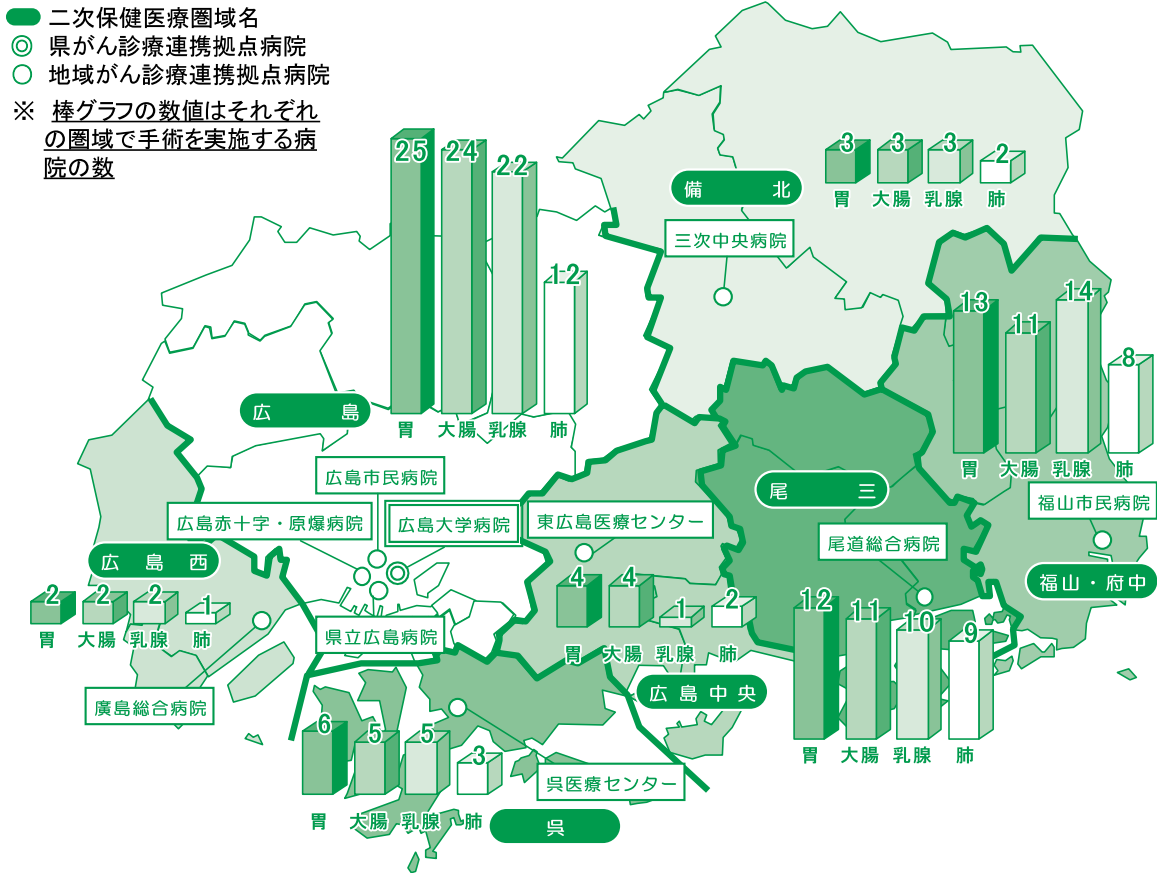 二次保健医療圏域名
県がん診療連携拠点病院
地域がん診療連携拠点病院
※ 棒グラフの数値はそれぞれ
の圏域で手術を実施する病
院の数
25 24 22 12
胃 大腸 乳腺 肺
広島
3 3 3 2
胃 大腸 乳腺 肺
備北
三次中央病院
13 11 14 8
胃 大腸 乳腺 肺
福山市民病院
福山・府中
尾三
尾道総合病院
12 11 10 9
胃 大腸 乳腺 肺
広島市民病院
広島赤十字・原爆病院
広島大学病院
県立広島病院
東広島医療センター
4 4 1 2
胃 大腸 乳腺 肺
広島中央
広島西
2 2 2 1
胃 大腸 乳腺 肺
廣島総合病院
6 5 5 3
胃 大腸 乳腺 肺
呉医療センター
呉